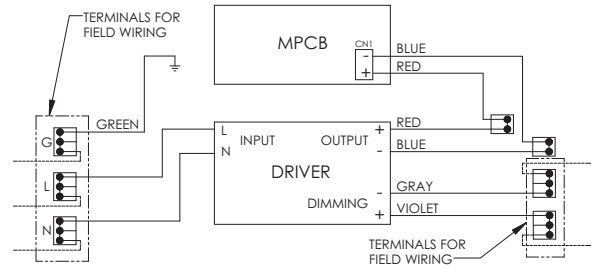 TERMINALS FOR
FIELD WIRING
MPCB
CN1
-
+
BLUE
RED
GREEN
G
L
N
L
N
INPUT
OUTPUT
+
-
RED
BLUE
DRIVER
DIMMING
-
+
GRAY
VIOLET
TERMINALS FOR
FIELD WIRING